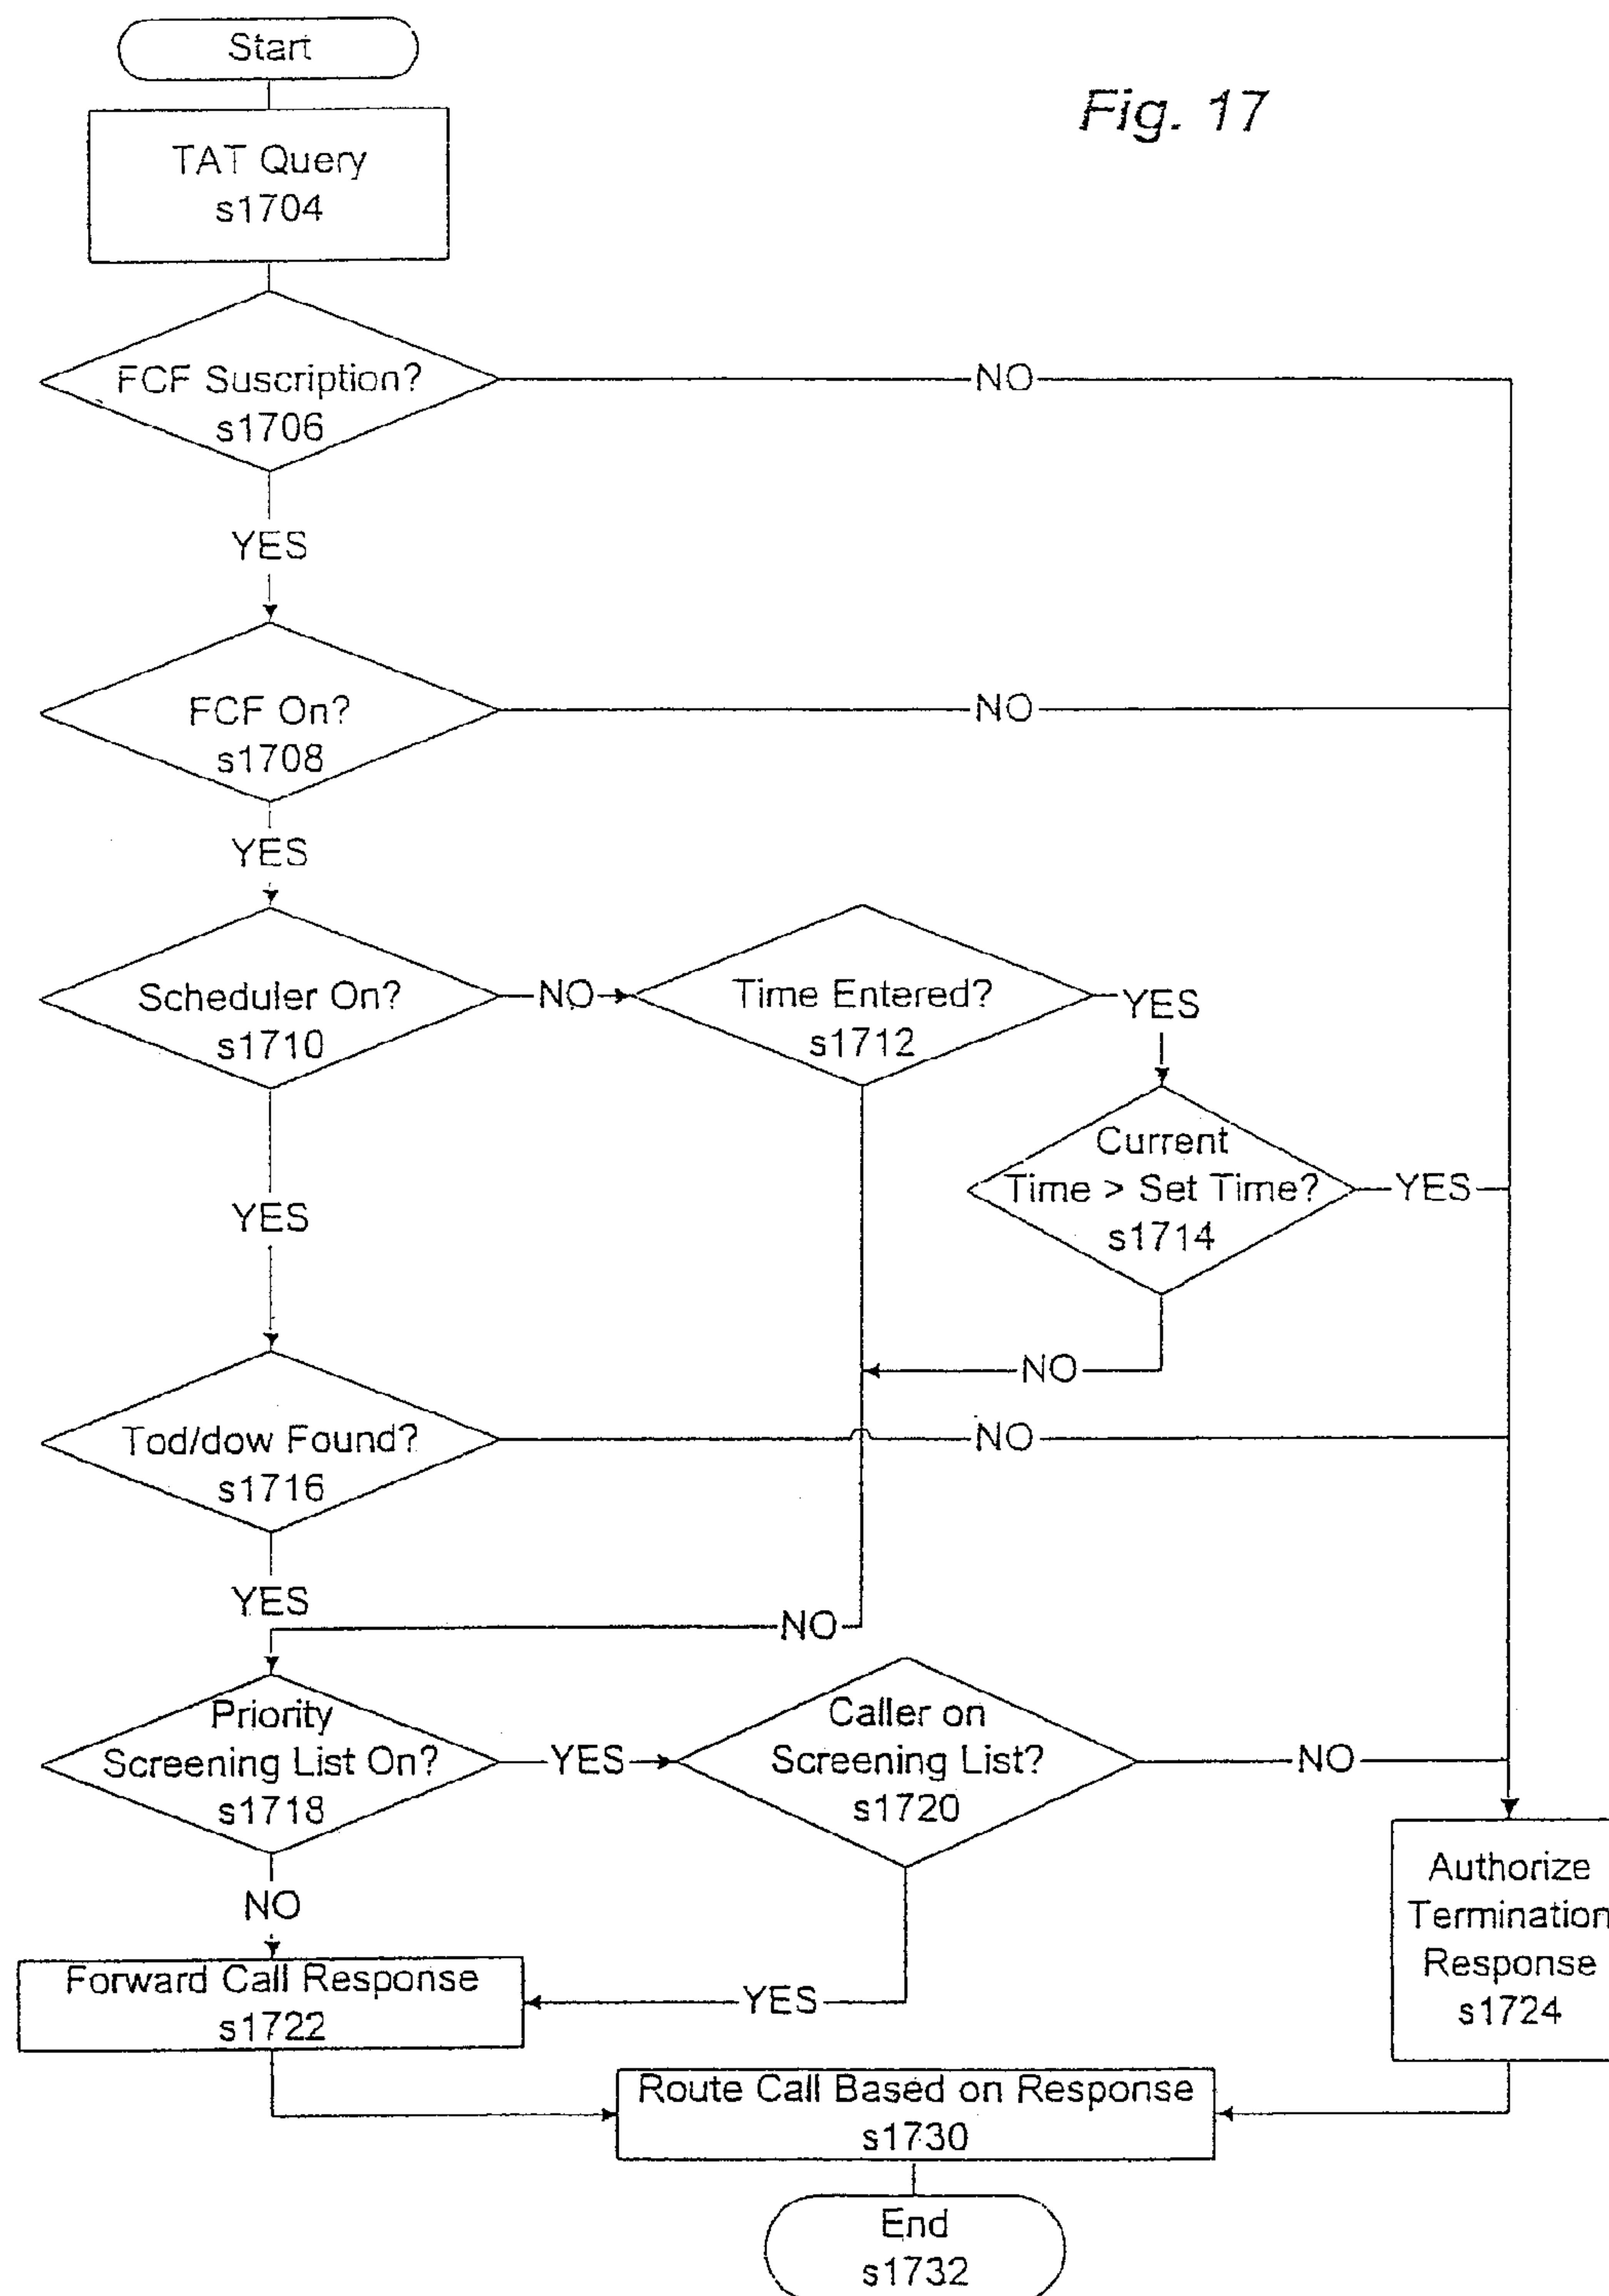 Start
Fig. 17
TAT Query
s1704
FCF Suscription?
s1706
NO
YES
FCF On?
s1708
NO
YES
Scheduler On?
s1710
NO
Time Entered?
s1712
YES
Current
Time > Set Time?
s1714
YES
YES
NO
Tod/dow Found?
s1716
NO
YES
NO
Priority
Screening List On?
s1718
YES
Caller on
Screening List?
s1720
NO
NO
Authorize
Termination
Response
s1724
Forward Call Response
s1722
YES
Route Call Based on Response
s1730
End
s1732